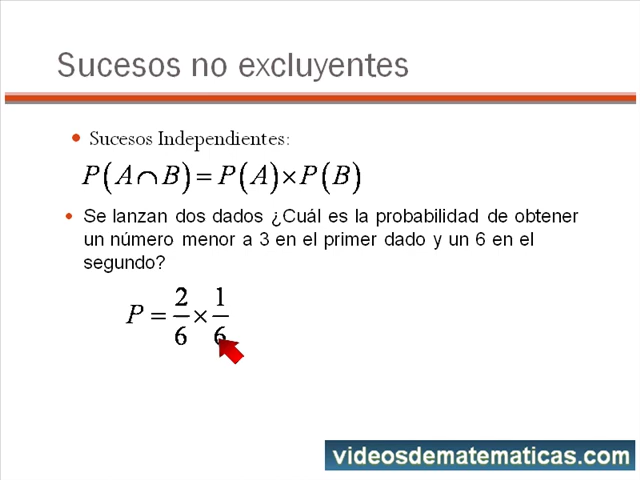 Sucesos no excluyentes
• Sucesos Independientes:
P(A∩B)=P(A)×P(B)
• Se lanzan dos dados ¿Cuál es la probabilidad de obtener
un número menor a 3 en el primer dado y un 6 en el
segundo?
P = 2/6 × 1/6
videosdematematicas.com